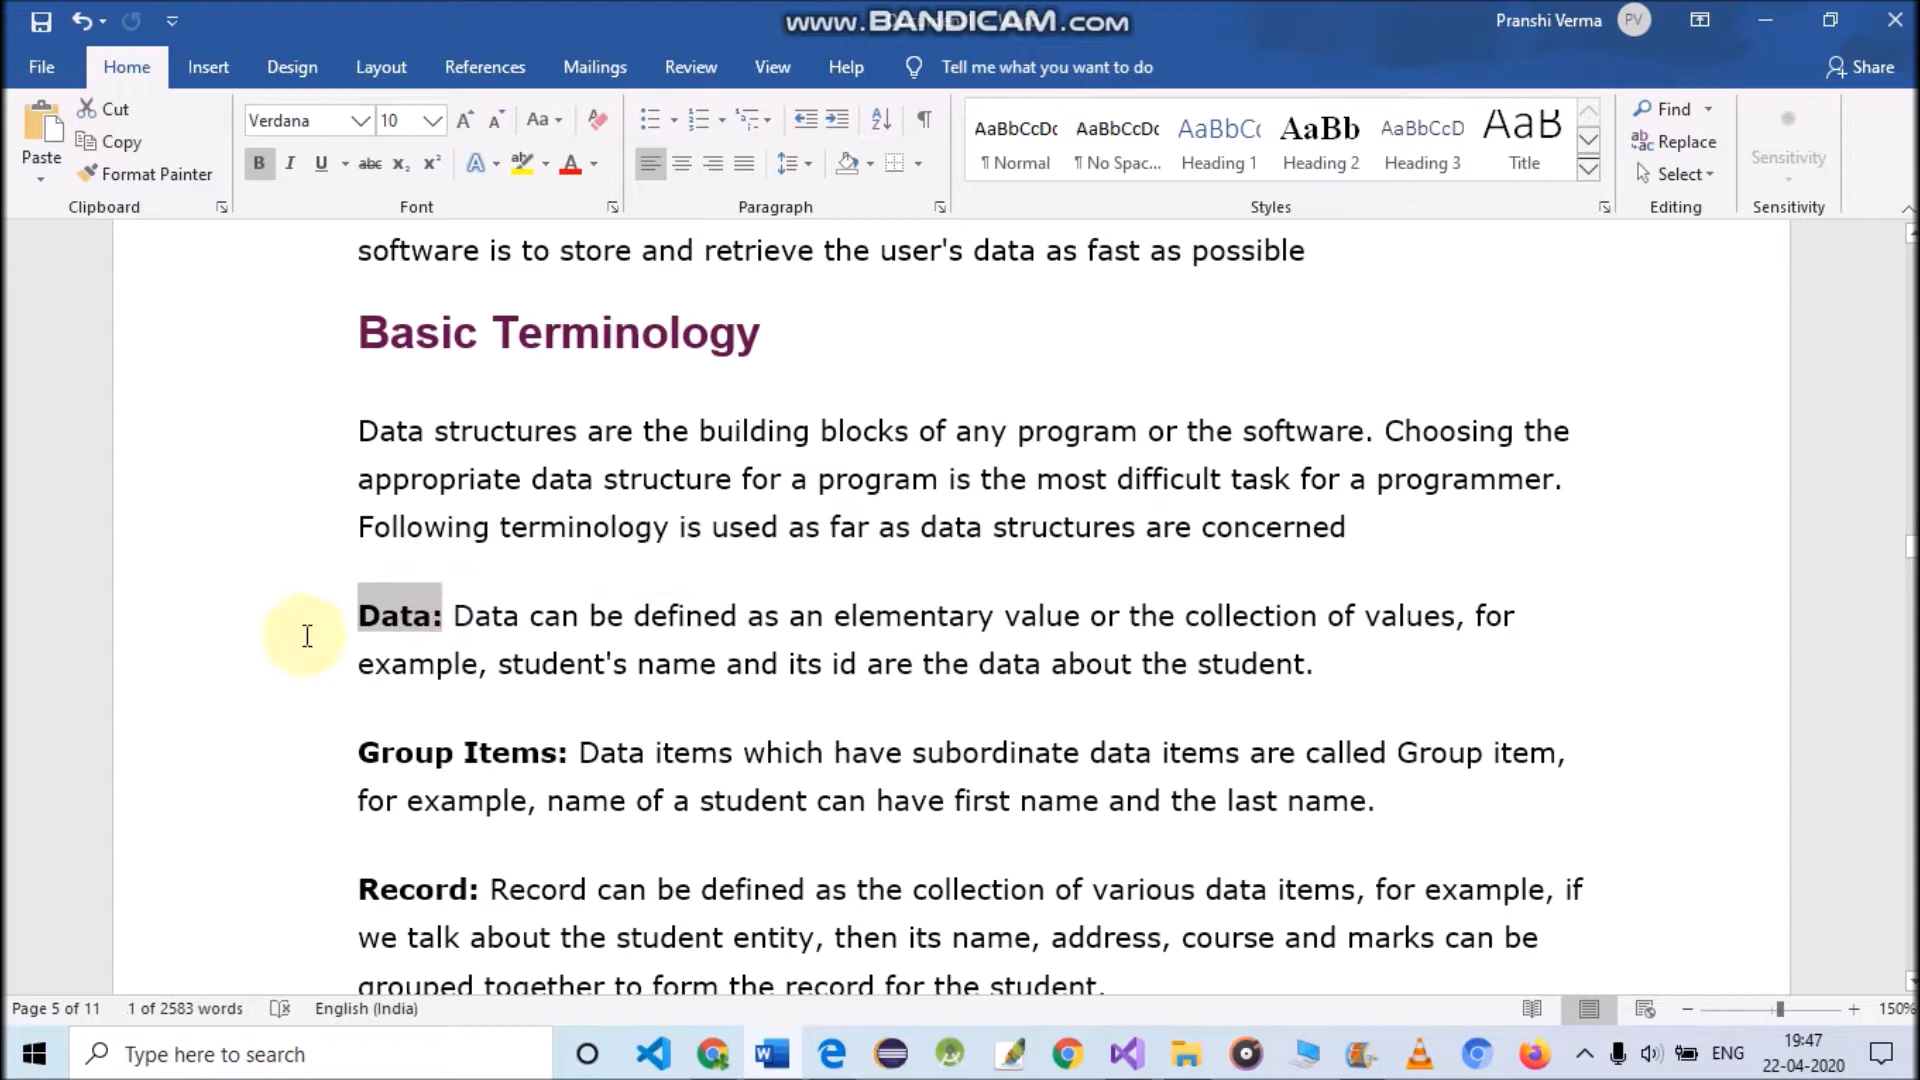 www.BANDICAM.com
Pranshi Verma
PV
File
Home
Insert
Design
Layout
References
Mailings
Review
View
Help
Tell me what you want to do
Share
Paste
Cut
Copy
Format Painter
Clipboard
Verdana
10
Aa
B
I
U
abc
Font
Paragraph
AaBbCcDc
¶ Normal
AaBbCcDc
¶ No Spac...
AaBbCc
Heading 1
AaBb
Heading 2
AaBbCcD
Heading 3
AaB
Title
Styles
Find
Replace
Select
Editing
Sensitivity
Sensitivity
software is to store and retrieve the user's data as fast as possible
Basic Terminology
Data structures are the building blocks of any program or the software. Choosing the
appropriate data structure for a program is the most difficult task for a programmer.
Following terminology is used as far as data structures are concerned
Data: Data can be defined as an elementary value or the collection of values, for
example, student's name and its id are the data about the student.
Group Items: Data items which have subordinate data items are called Group item,
for example, name of a student can have first name and the last name.
Record: Record can be defined as the collection of various data items, for example, if
we talk about the student entity, then its name, address, course and marks can be
grouped together to form the record for the student.
Page 5 of 11
1 of 2583 words
English (India)
150%
Type here to search
ENG
19:47
22-04-2020